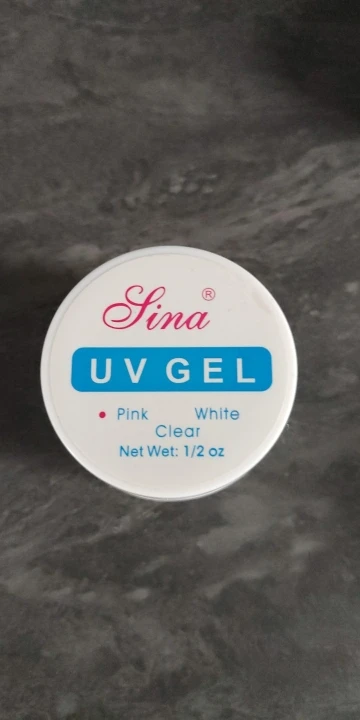 Sina®
UV GEL
• Pink White
Clear
Net Wet: 1/2 oz